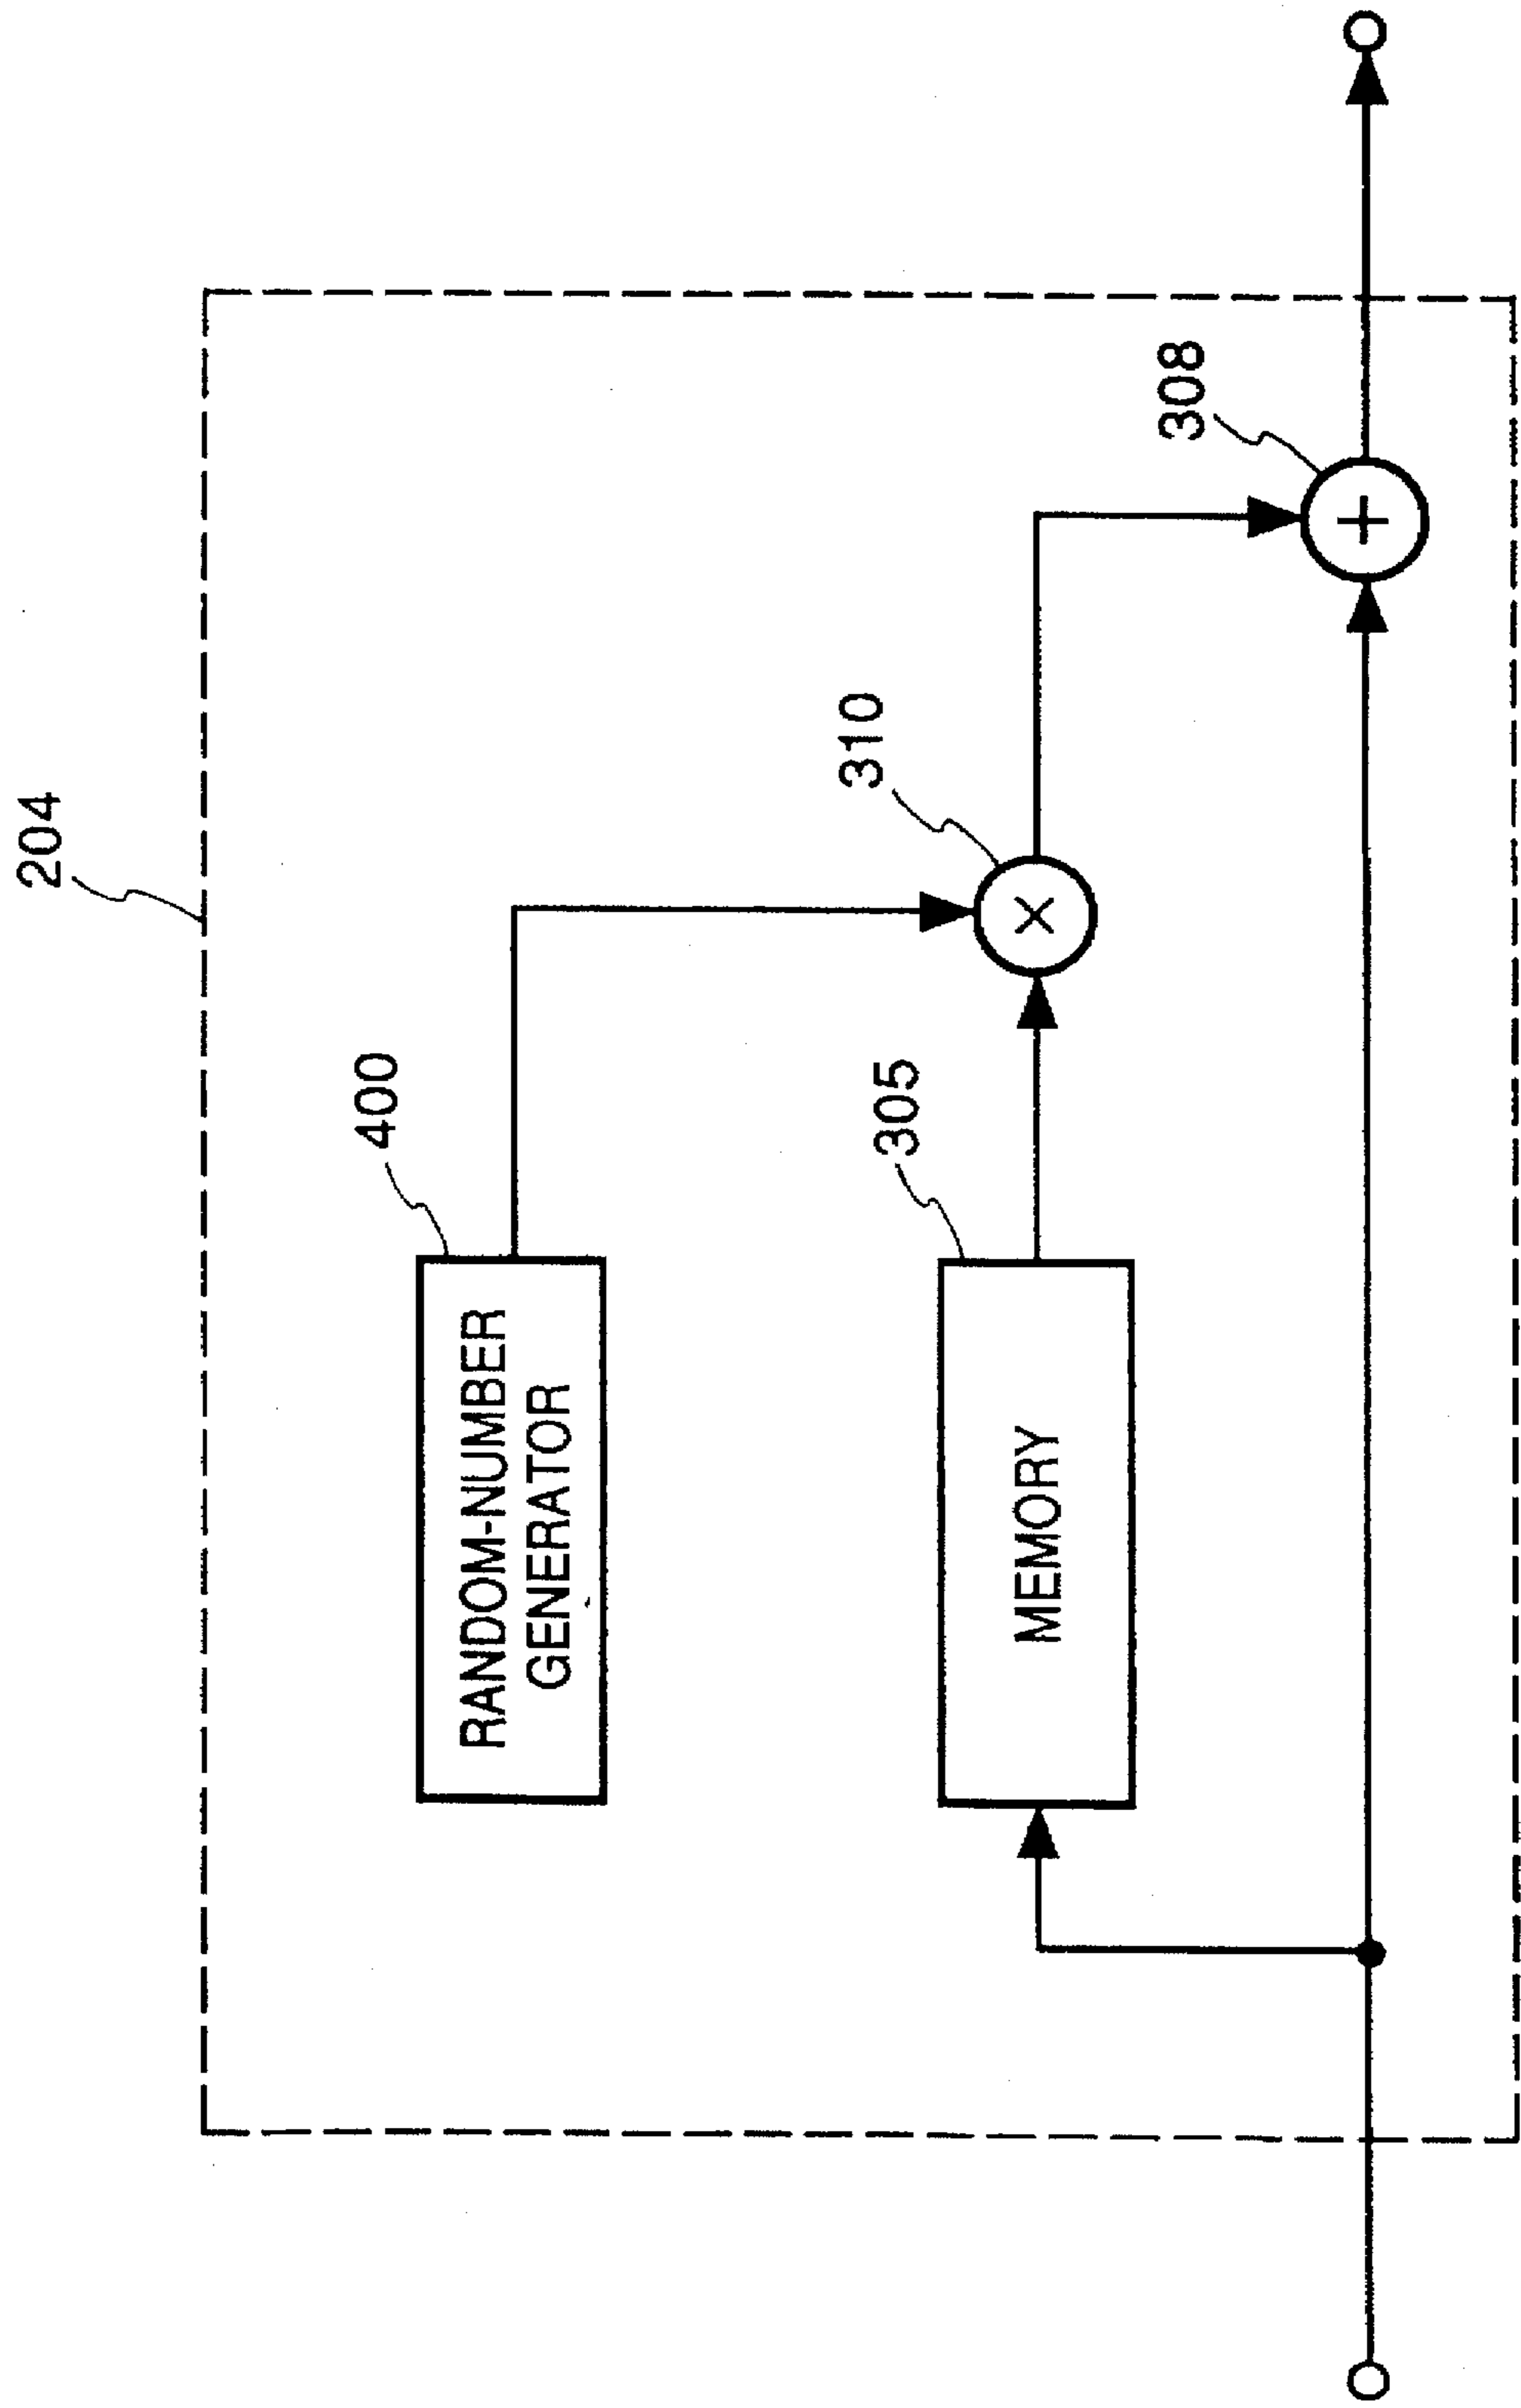 204
400
RANDOM-NUMBER
GENERATOR
310
×
305
MEMORY
308
+